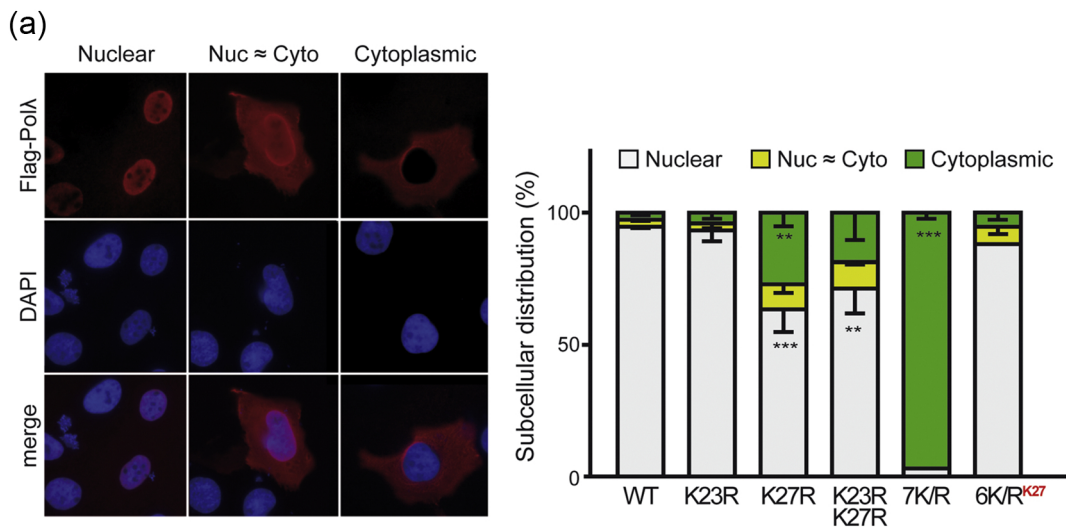 (a)
Nuclear Nuc ≈ Cyto Cytoplasmic
Flag-Polλ
DAPI
merge
Subcellular distribution (%)
Nuclear Nuc ≈ Cyto Cytoplasmic
100
50
0
** ***
*** **
WT K23R K27R K23R K27R 7K/R 6K/R K27